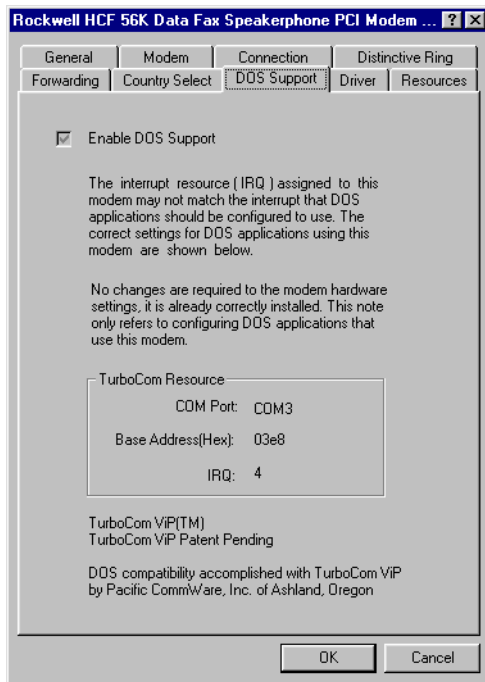 Rockwell HCF 56K Data Fax Speakerphone PCI Modem ... ? X
General Modem Connection Distinctive Ring
Forwarding Country Select DOS Support Driver Resources
Enable DOS Support
The interrupt resource ( IRQ ) assigned to this
modem may not match the interrupt that DOS
applications should be configured to use. The
correct settings for DOS applications using this
modem are shown below.
No changes are required to the modem hardware
settings, it is already correctly installed. This note
only refers to configuring DOS applications that
use this modem.
TurboCom Resource
COM Port: COM3
Base Address(Hex): 03e8
IRQ: 4
TurboCom ViP(TM)
TurboCom ViP Patent Pending
DOS compatibility accomplished with TurboCom ViP
by Pacific CommWare, Inc. of Ashland, Oregon
OK Cancel